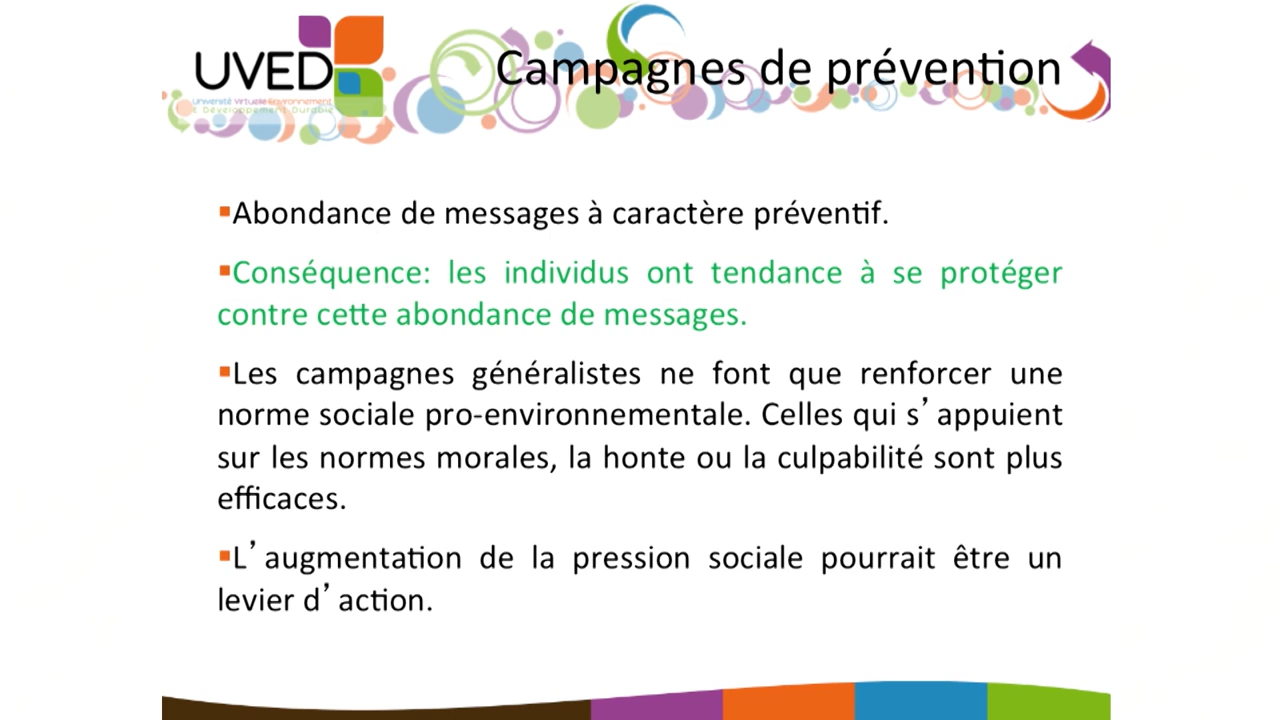 UVED
Université Virtuelle Environnement
& Développement Durable
Campagnes de prévention
Abondance de messages à caractère préventif.
Conséquence: les individus ont tendance à se protéger
contre cette abondance de messages.
Les campagnes généralistes ne font que renforcer une
norme sociale pro-environnementale. Celles qui s’appuient
sur les normes morales, la honte ou la culpabilité sont plus
efficaces.
L’augmentation de la pression sociale pourrait être un
levier d’action.